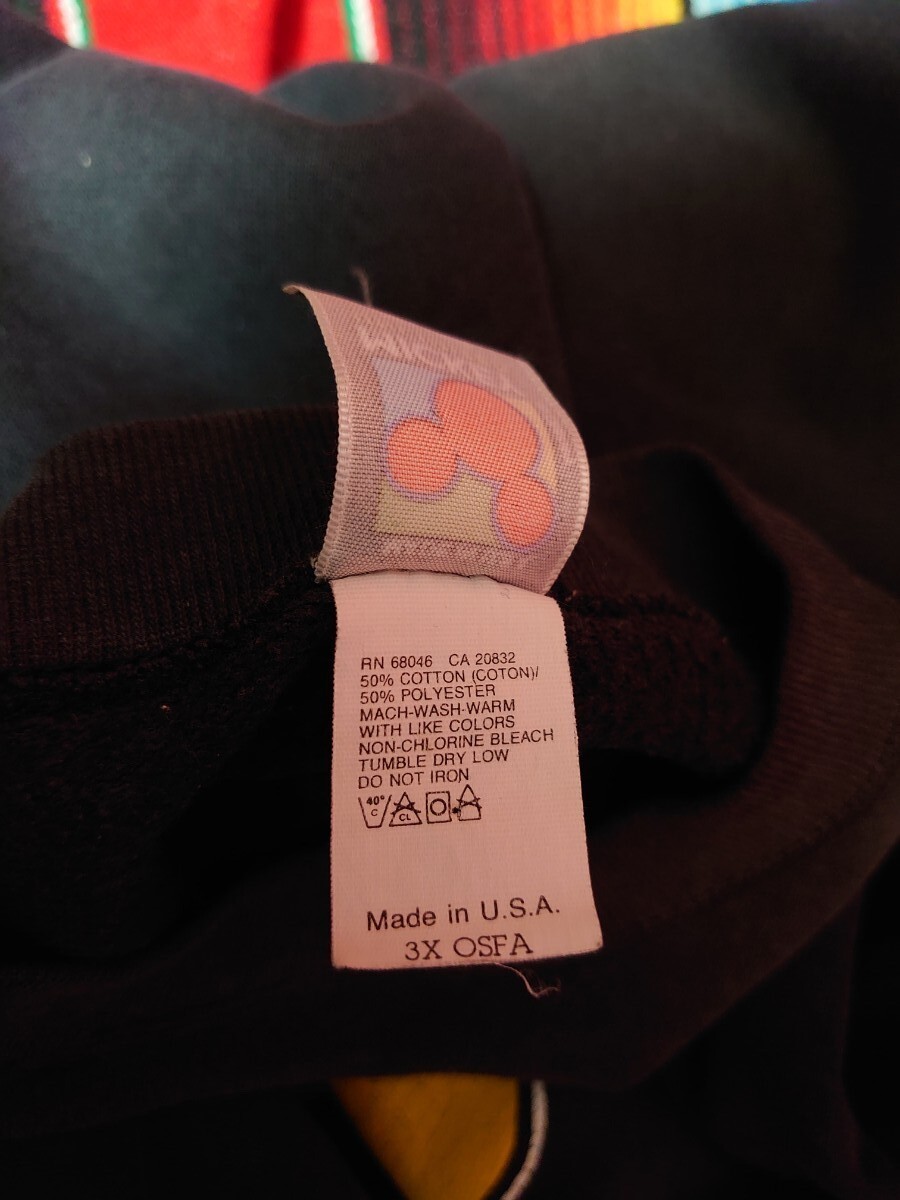 RN 68046 CA 20832
50% COTTON (COTON)/
50% POLYESTER
MACH-WASH-WARM
WITH LIKE COLORS
NON-CHLORINE BLEACH
TUMBLE DRY LOW
DO NOT IRON
40°
C
CL
Made in U.S.A.
3X OSFA